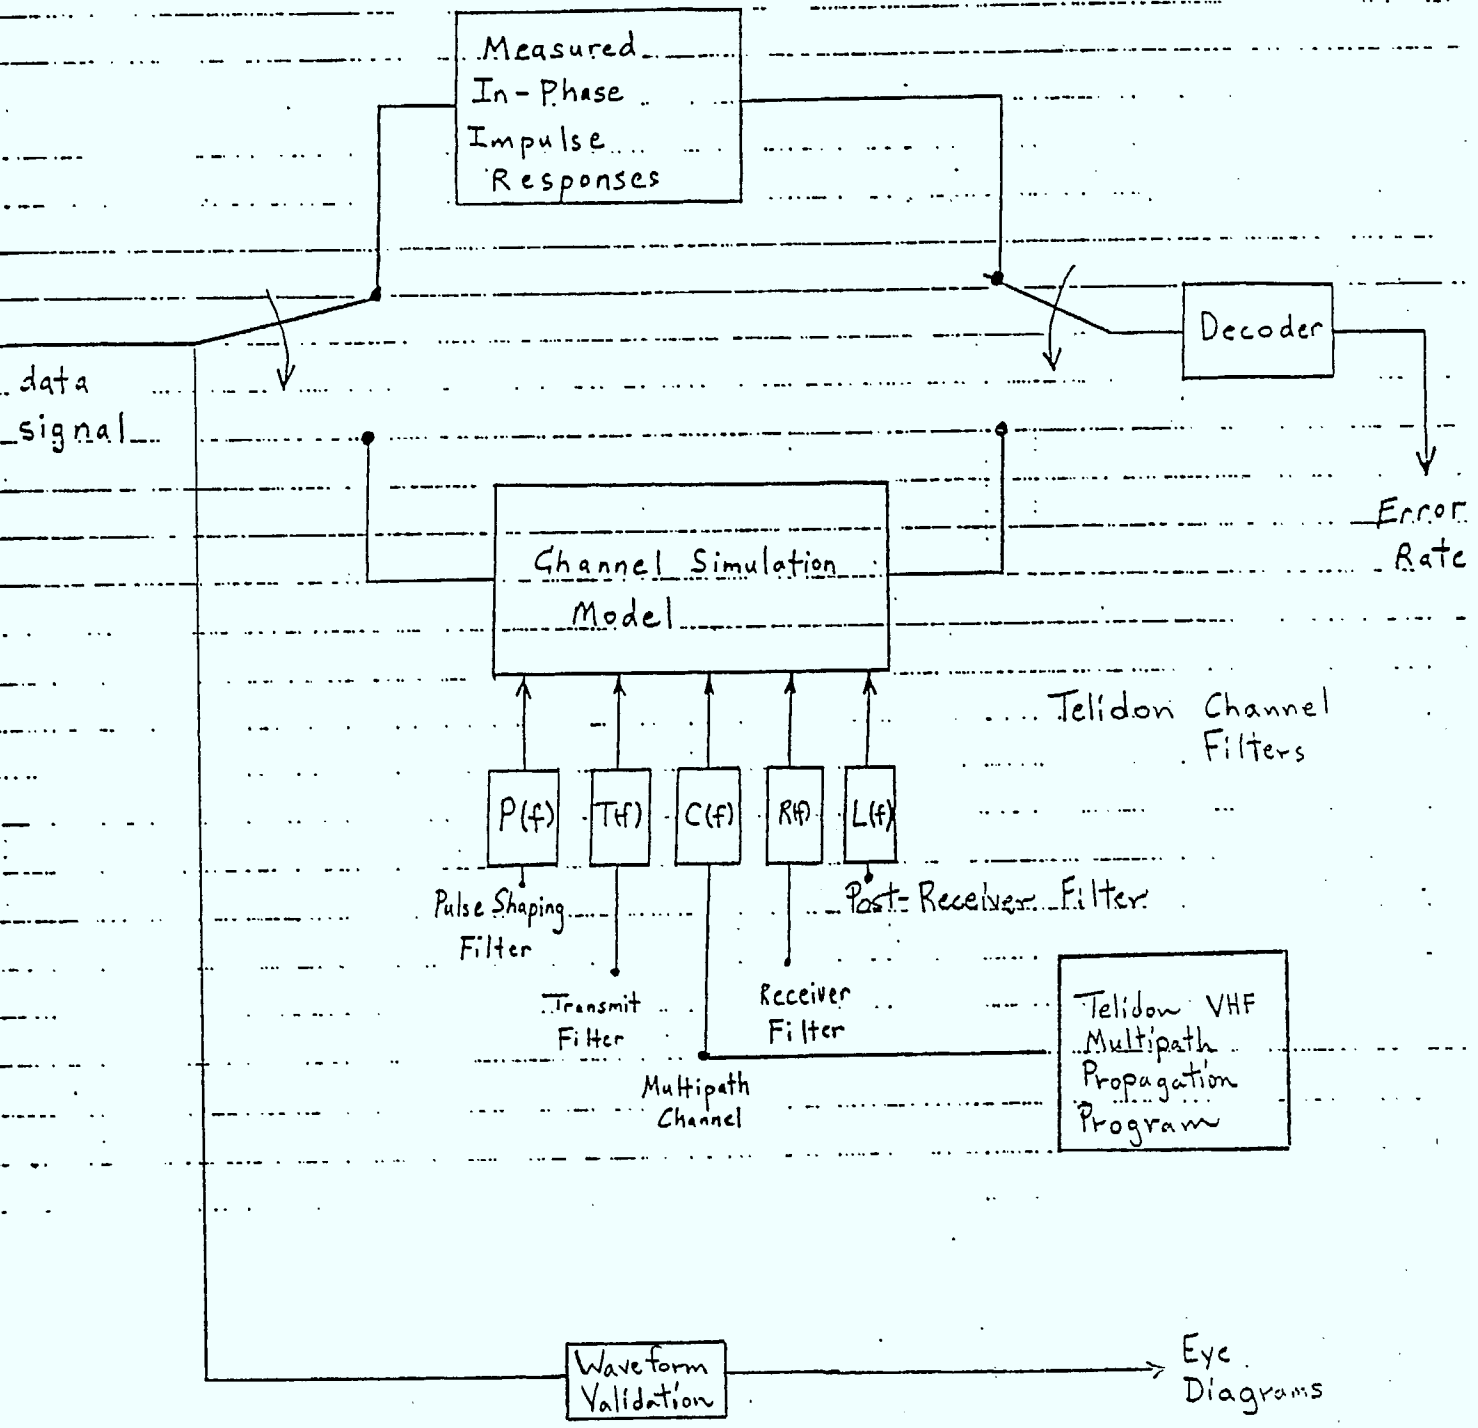 Measured
In-Phase
Impulse
Responses
Decoder
data
signal
Error
Rate
Channel Simulation
Model
Telidon Channel
Filters
P(f)
T(f)
C(f)
R(f)
L(f)
Pulse Shaping
Filter
Post-Receiver Filter
Transmit
Filter
Receiver
Filter
Multipath
Channel
Telidon VHF
Multipath
Propagation
Program
Waveform
Validation
Eye
Diagrams